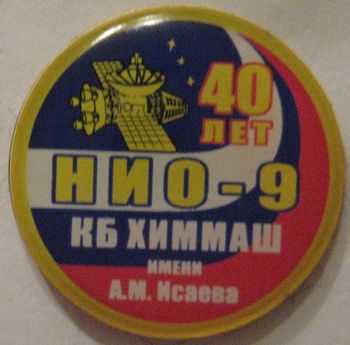 40
ЛЕТ
НИО-9
КБ ХИММАШ
ИМЕНИ
А.М. Исаева